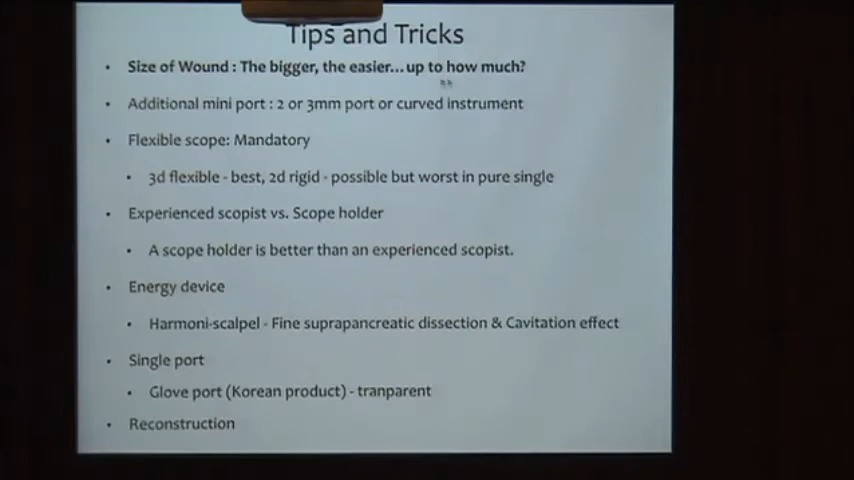 Tips and Tricks
• Size of Wound : The bigger, the easier... up to how much?
• Additional mini port : 2 or 3mm port or curved instrument
• Flexible scope: Mandatory
• 3d flexible - best, 2d rigid - possible but worst in pure single
• Experienced scopist vs. Scope holder
• A scope holder is better than an experienced scopist.
• Energy device
• Harmoni-scalpel - Fine suprapancreatic dissection & Cavitation effect
• Single port
• Glove port (Korean product) - tranparent
• Reconstruction